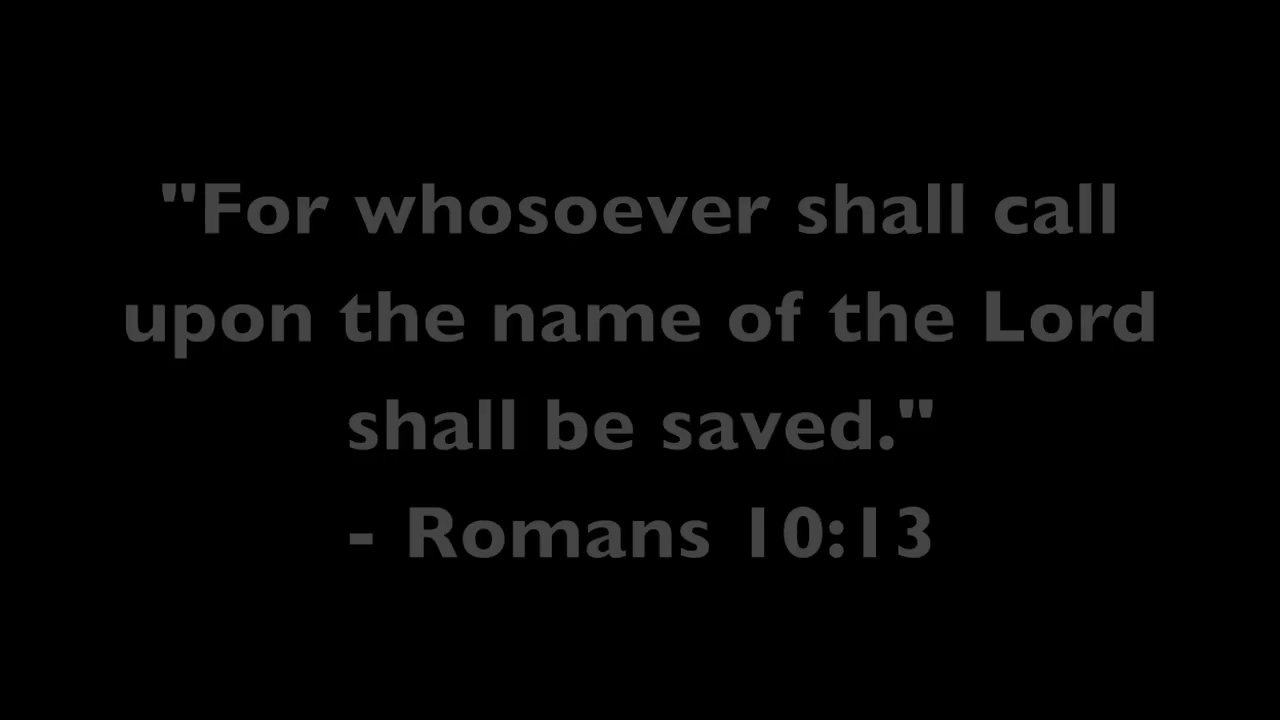 "For whosoever shall call
upon the name of the Lord
shall be saved."
- Romans 10:13